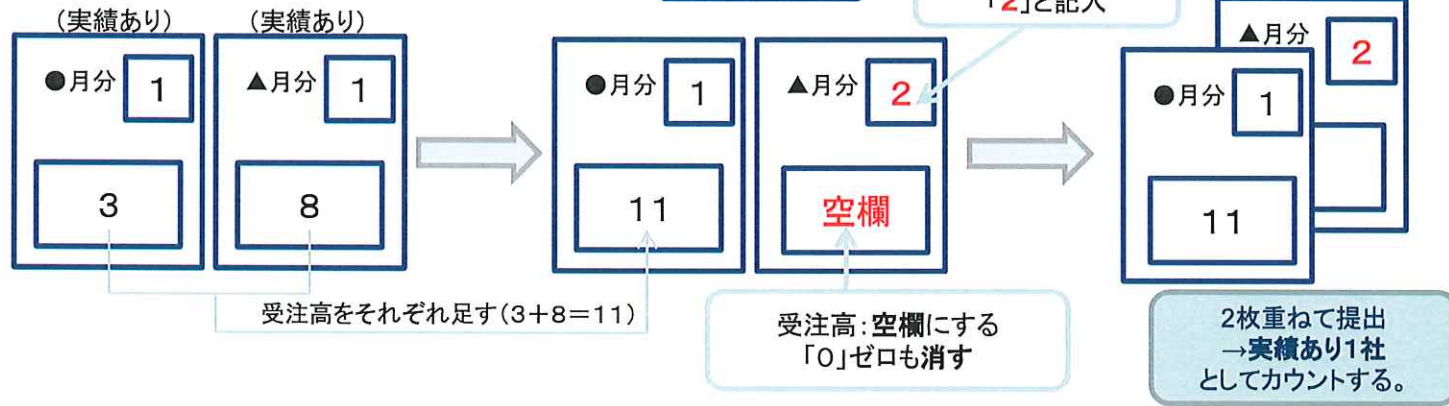 「2」と記入
(実績あり)
(実績あり)
●月分 1
▲月分 1
3
8
●月分 1
▲月分 2
11
空欄
▲月分 2
●月分 1
11
受注高をそれぞれ足す(3+8=11)
受注高:空欄にする
「0」ゼロも消す
2枚重ねて提出
→実績あり1社
としてカウントする。